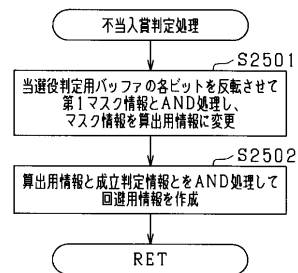 不当入賞判定処理
S2501
当選役判定用バッファの各ビットを反転させて
第1マスク情報とAND処理し、
マスク情報を算出用情報に変更
S2502
算出用情報と成立判定情報とをAND処理して
回避用情報を作成
RET